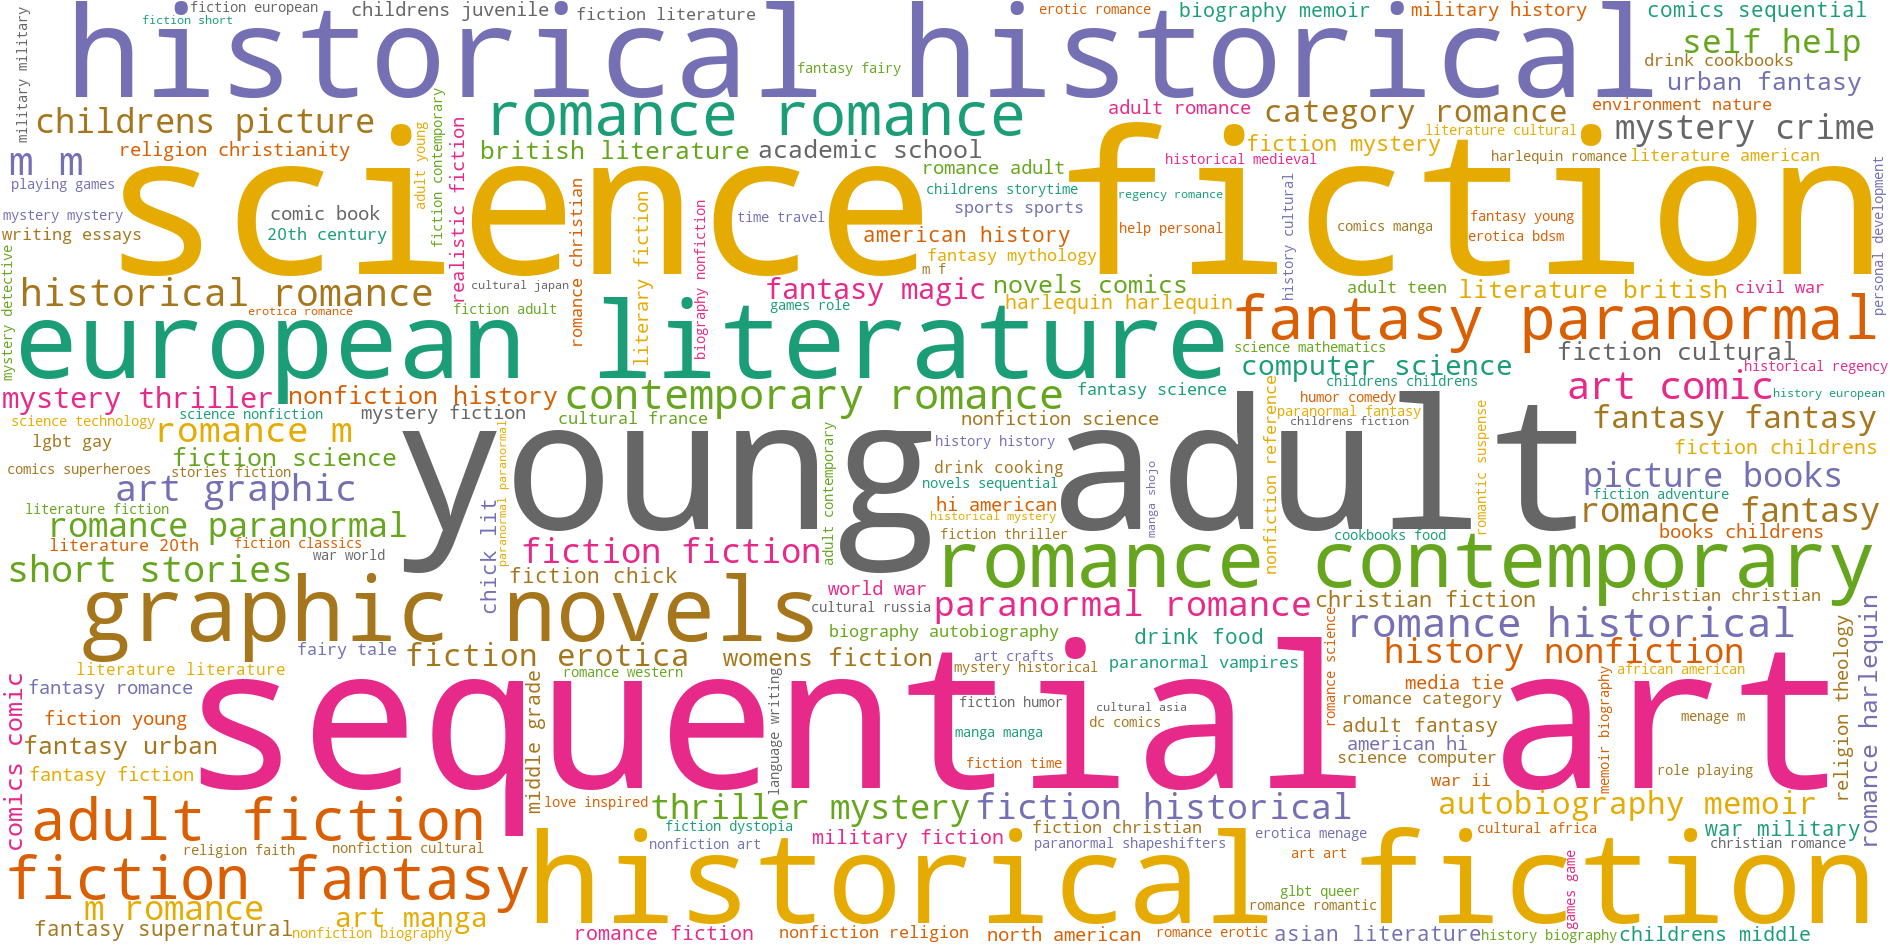 fiction european
childrens juvenile
fiction literature
erotic romance
biography memoir
military history
comics sequential
fiction short
historical historical
self help
drink cookbooks
fantasy fairy
urban fantasy
military military
childrens picture
fiction contemporary
romance romance
adult romance
category romance
environment nature
mystery crime
adult young
realistic fiction
literature cultural
fiction mystery
religion christianity
british literature
academic school
m m
historical medieval
harlequin romance
literature american
romance adult
playing games
science fiction
childrens storytime
regency romance
personal development
mystery mystery
comic book
time travel
sports sports
fantasy young
writing essays
20th century
american history
help personal
comics manga
erotica bdsm
romance christian
literary fiction
biography nonfiction
history cultural
fantasy mythology
m f
mystery detective
cultural japan
historical romance
fantasy magic
novels comics
adult teen
literature british
civil war
erotica romance
fiction adult
games role
harlequin harlequin
european literature
fantasy paranormal
science mathematics
fiction cultural
computer science
historical regency
mystery thriller
nonfiction history
contemporary romance
fantasy science
childrens childrens
art comic
history european
humor comedy
science technology
science nonfiction
mystery fiction
cultural france
nonfiction science
paranormal fantasy
childrens fiction
fantasy fantasy
romance m
lgbt gay
young adult
history history
fiction childrens
fiction science
comics superheroes
stories fiction
paranormal paranormal
adult contemporary
drink cooking
nonfiction reference
romantic suspense
picture books
art graphic
novels sequential
manga shojo
fiction adventure
literature fiction
hi american
romance fantasy
romance paranormal
historical mystery
chick lit
fiction thriller
cookbooks food
books childrens
literature 20th
fiction classics
war world
fiction fiction
romance contemporary
short stories
fiction chick
world war
graphic novels
cultural russia
paranormal romance
christian fiction
christian christian
biography autobiography
drink food
romance historical
romance harlequin
fairy tale
fiction erotica
womens fiction
art crafts
history nonfiction
literature literature
romance western
mystery historical
paranormal vampires
romance science
african american
religion theology
fantasy romance
media tie
comics comic
sequential art
middle grade
language writing
fiction humor
cultural asia
romance category
memoir biography
fiction young
dc comics
adult fantasy
menage m
fantasy urban
manga manga
american hi
science computer
fantasy fiction
fiction time
war ii
role playing
love inspired
thriller mystery
fiction historical
autobiography memoir
adult fiction
fiction dystopia
fiction christian
erotica menage
cultural africa
war military
religion faith
nonfiction cultural
nonfiction art
military fiction
paranormal shapeshifters
art art
christian romance
fiction fantasy
historical fiction
games game
glbt queer
m romance
art manga
romance romantic
fantasy supernatural
nonfiction biography
romance fiction
nonfiction religion
north american
romance erotic
asian literature
history biography
childrens middle